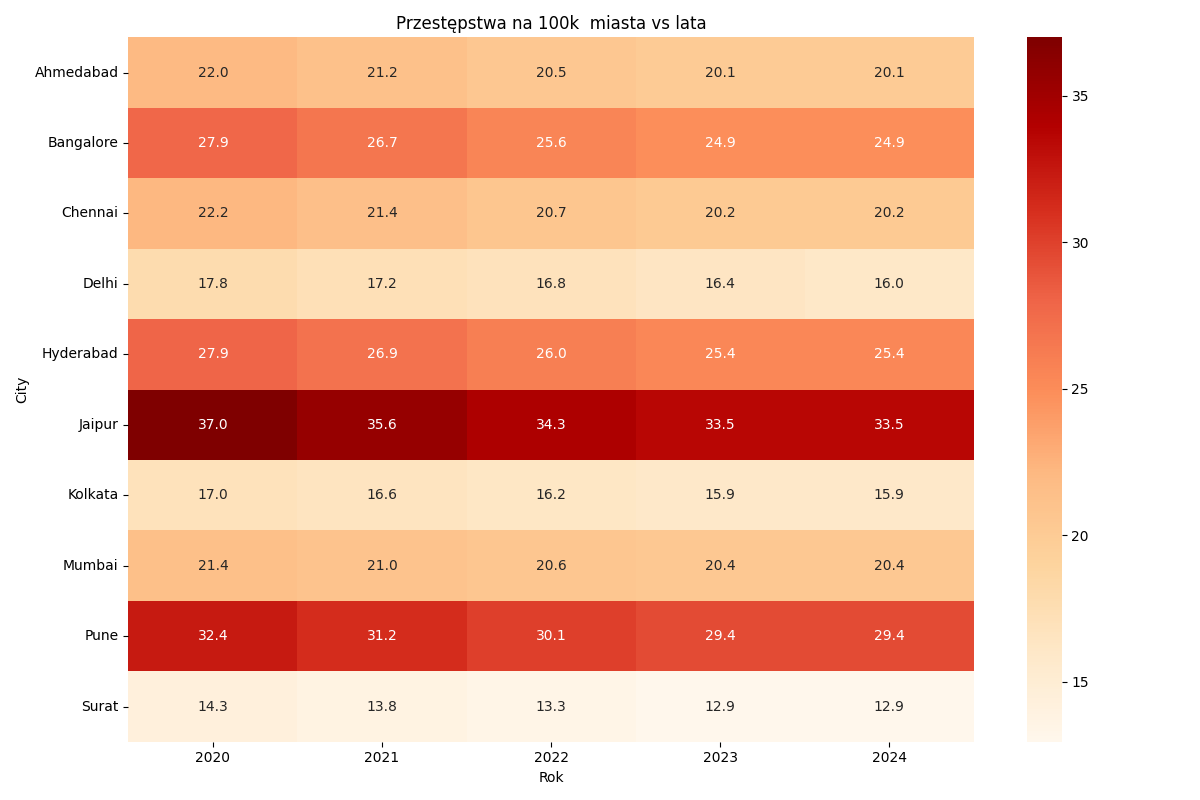 Przestępstwa na 100k  miasta vs lata
City
Ahmedabad 22.0 21.2 20.5 20.1 20.1
Bangalore 27.9 26.7 25.6 24.9 24.9
Chennai 22.2 21.4 20.7 20.2 20.2
Delhi 17.8 17.2 16.8 16.4 16.0
Hyderabad 27.9 26.9 26.0 25.4 25.4
Jaipur 37.0 35.6 34.3 33.5 33.5
Kolkata 17.0 16.6 16.2 15.9 15.9
Mumbai 21.4 21.0 20.6 20.4 20.4
Pune 32.4 31.2 30.1 29.4 29.4
Surat 14.3 13.8 13.3 12.9 12.9
2020 2021 2022 2023 2024
Rok
35
30
25
20
15